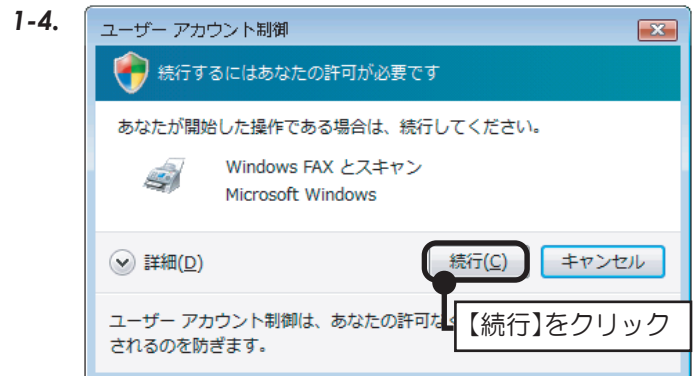 1-4.
ユーザー アカウント制御
続行するにはあなたの許可が必要です
あなたが開始した操作である場合は、続行してください。
Windows FAX とスキャン
Microsoft Windows
詳細(D)
続行(C)
キャンセル
ユーザー アカウント制御は、あなたの許可な
されるのを防ぎます。
【続行】をクリック